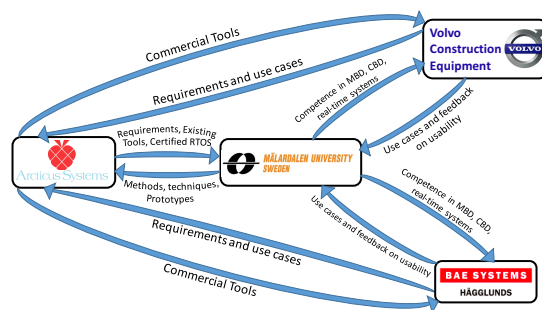 Commercial Tools
Requirements and use cases
Volvo
Construction
Equipment
VOLVO
Competence in MBD, CBD,
real-time systems
Use cases and feedback
on usability
Requirements, Existing
Tools, Certified RTOS
Arcticus Systems
MÄLARDALEN UNIVERSITY
SWEDEN
Methods, techniques,
Prototypes
Competence in MBD, CBD,
real-time systems
Use cases and feedback on usability
Requirements and use cases
Commercial Tools
BAE SYSTEMS
HÄGGLUNDS